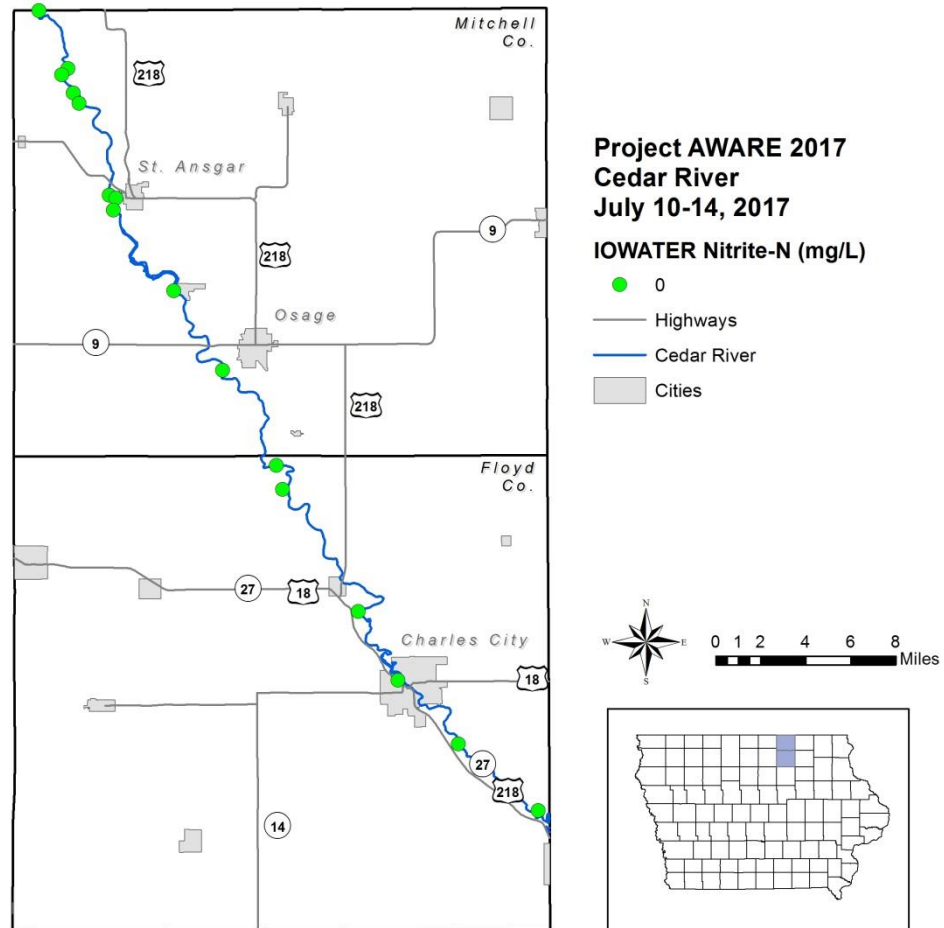 Mitchell
Co.
218
St. Ansgar
9
218
Osage
9
218
Floyd
Co.
27
18
Charles City
18
27
218
14
Project AWARE 2017
Cedar River
July 10-14, 2017
IOWATER Nitrite-N (mg/L)
0
Highways
Cedar River
Cities
N
W
E
S
0 1 2 4 6 8
Miles